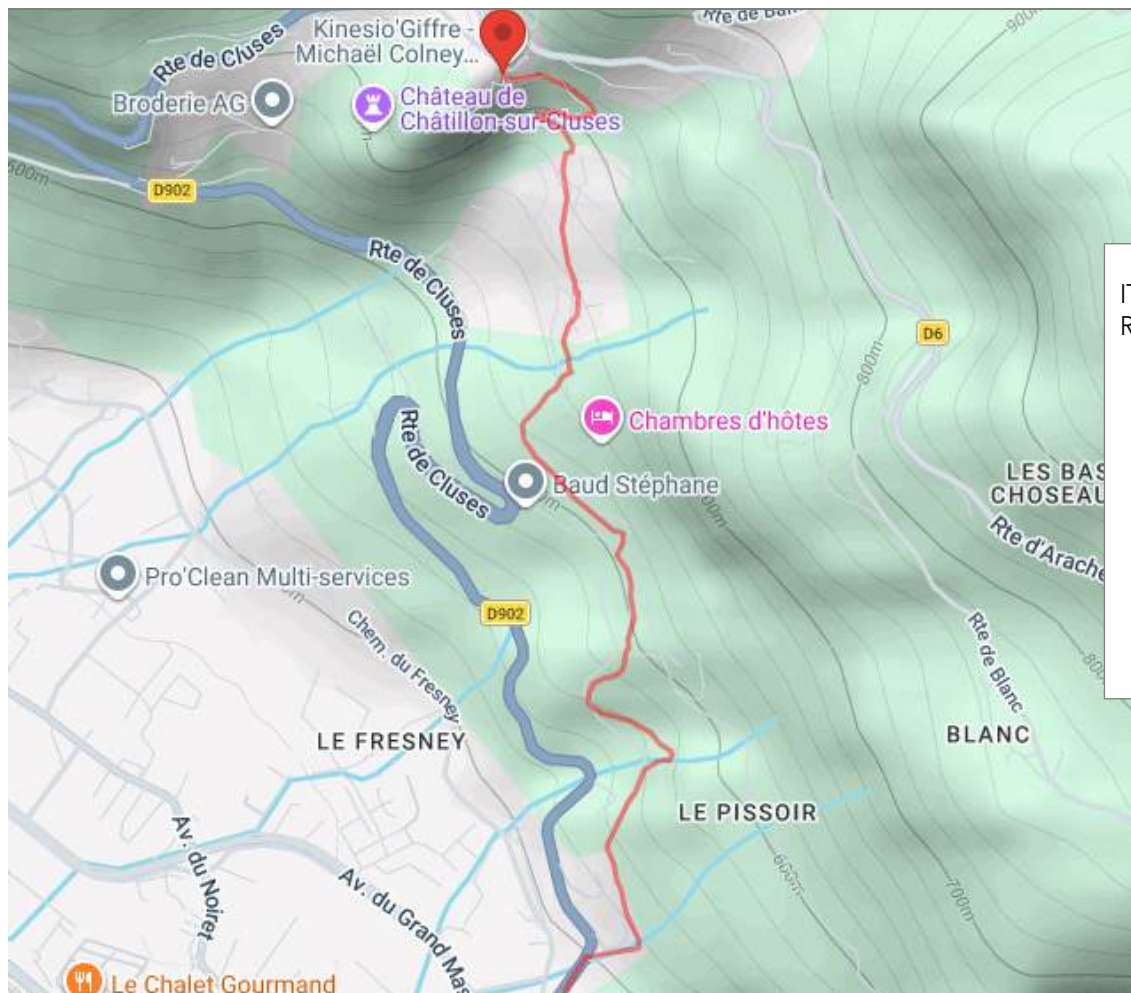 Kinesio'Giffre -
Michaël Colney...
Rte de Cluses
Broderie AG
Château de
Châtillon-sur-Cluses
900m
600m
D902
Rte de Cluses
D6
800m
Rte de Cluses
Chambres d'hôtes
Baud Stéphane
LES BAS
CHOSEAU
Rte d'Arache
Pro'Clean Multi-services
D902
Chem. du Fresney
Rte de Blanc
LE FRESNEY
BLANC
LE PISSOIR
Av. du Noiret
Av. du Grand Mas
600m
700m
Le Chalet Gourmand